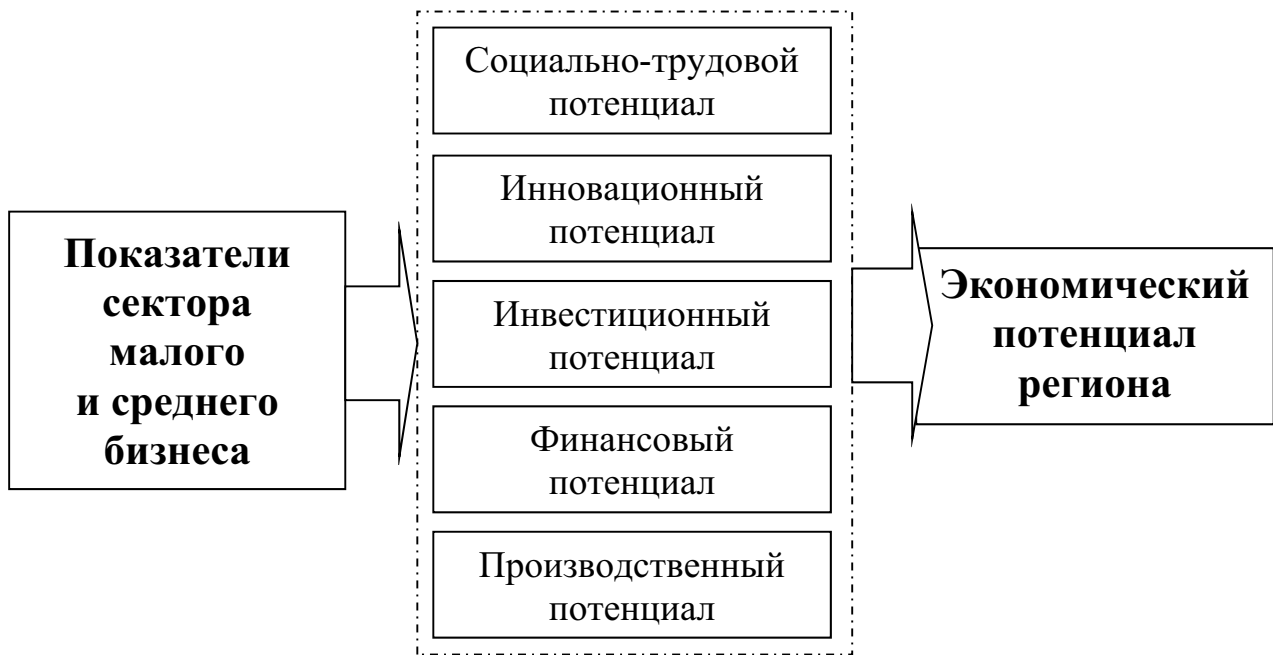 Показатели
сектора
малого
и среднего
бизнеса
Социально-трудовой
потенциал
Инновационный
потенциал
Инвестиционный
потенциал
Финансовый
потенциал
Производственный
потенциал
Экономический
потенциал
региона